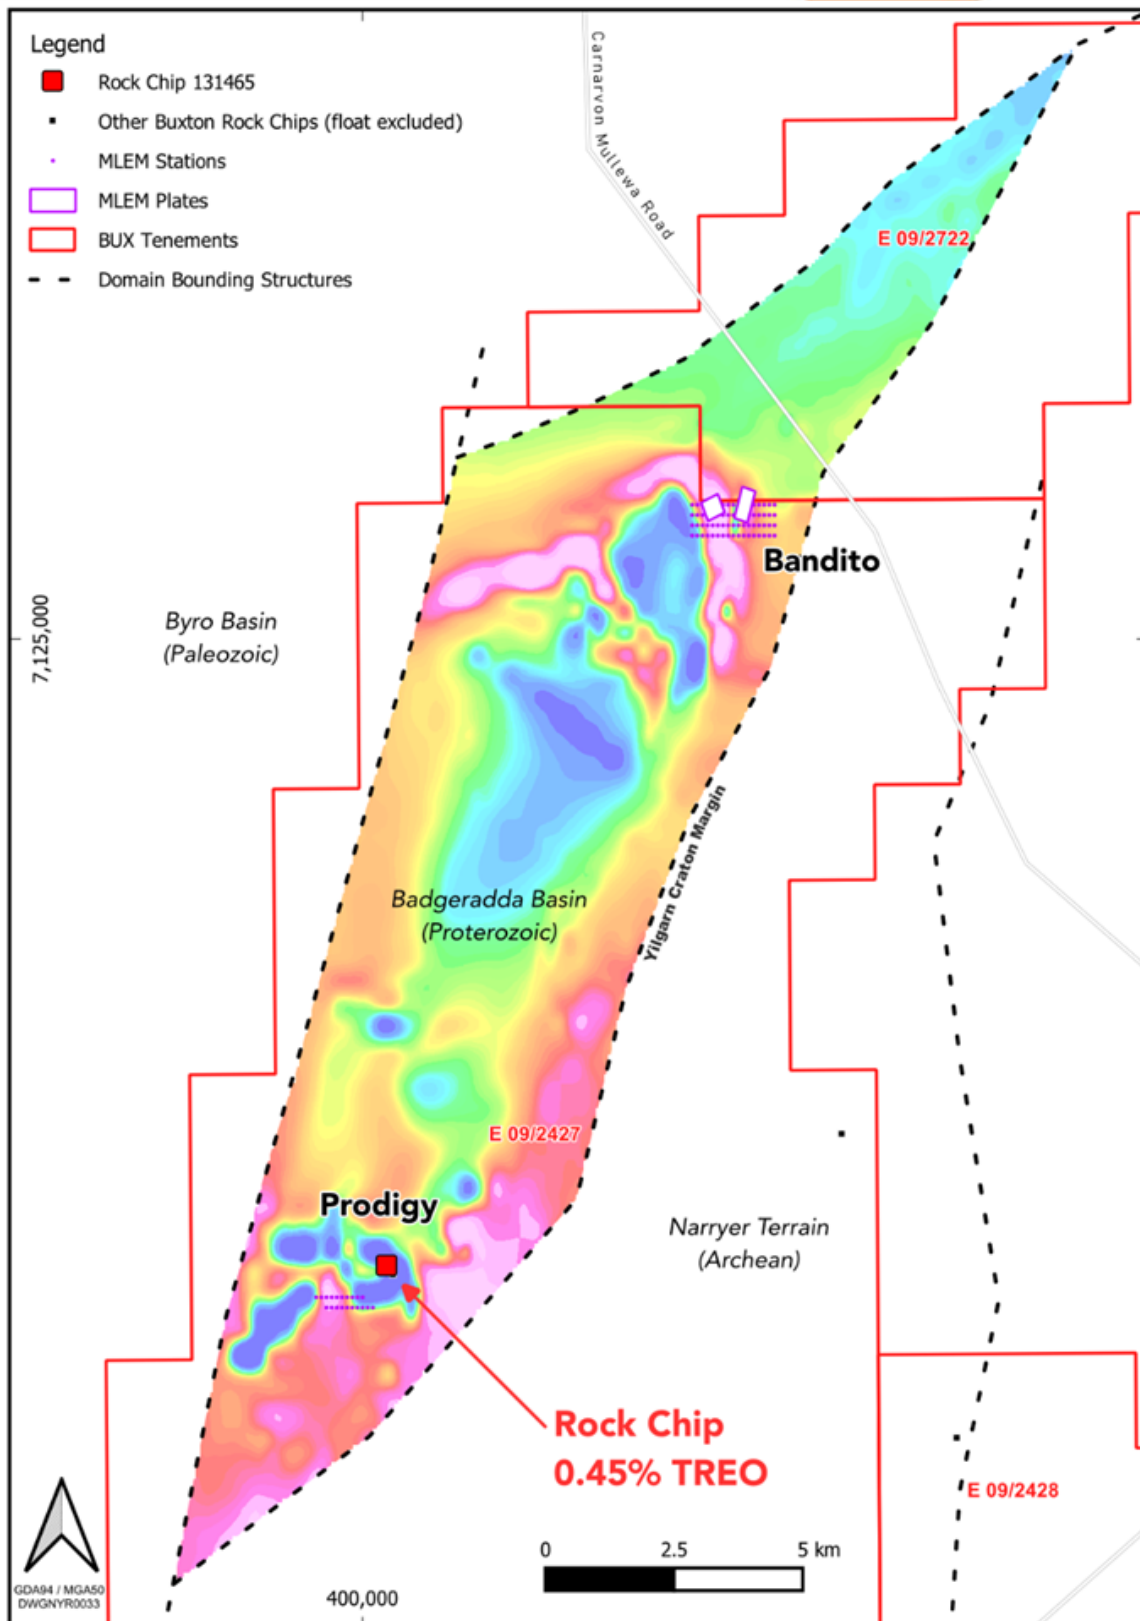 Legend
Rock Chip 131465
Other Buxton Rock Chips (float excluded)
MLEM Stations
MLEM Plates
BUX Tenements
Domain Bounding Structures
Carnarvon Mullewa Road
E 09/2722
Bandito
7,125,000
Byro Basin
(Paleozoic)
Yilgarn Craton Margin
Badgeradda Basin
(Proterozoic)
E 09/2427
Prodigy
Narryer Terrain
(Archean)
Rock Chip
0.45% TREO
E 09/2428
0 2.5 5 km
GDA94 / MGA50
DWGNYR0033
400,000